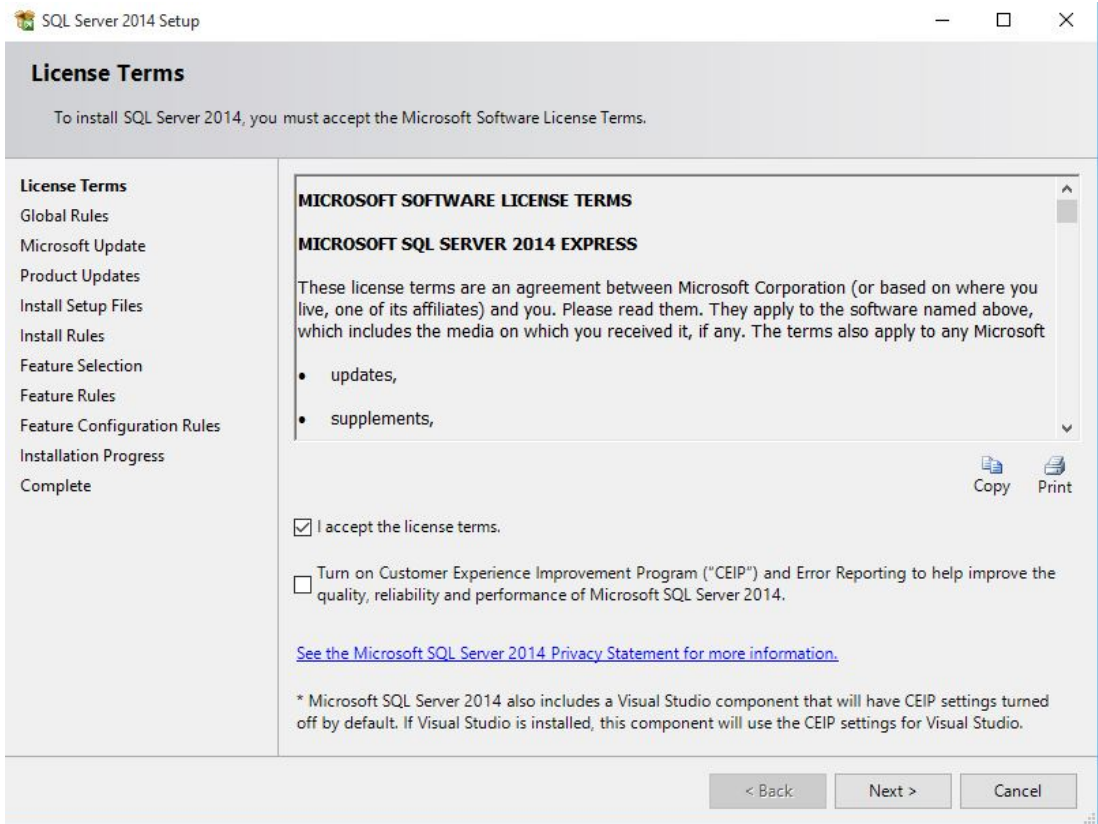 SQL Server 2014 Setup
License Terms
To install SQL Server 2014, you must accept the Microsoft Software License Terms.
License Terms
Global Rules
Microsoft Update
Product Updates
Install Setup Files
Install Rules
Feature Selection
Feature Rules
Feature Configuration Rules
Installation Progress
Complete
MICROSOFT SOFTWARE LICENSE TERMS
MICROSOFT SQL SERVER 2014 EXPRESS
These license terms are an agreement between Microsoft Corporation (or based on where you
live, one of its affiliates) and you. Please read them. They apply to the software named above,
which includes the media on which you received it, if any. The terms also apply to any Microsoft
• updates,
• supplements,
Copy Print
I accept the license terms.
Turn on Customer Experience Improvement Program ("CEIP") and Error Reporting to help improve the
quality, reliability and performance of Microsoft SQL Server 2014.
See the Microsoft SQL Server 2014 Privacy Statement for more information.
* Microsoft SQL Server 2014 also includes a Visual Studio component that will have CEIP settings turned
off by default. If Visual Studio is installed, this component will use the CEIP settings for Visual Studio.
< Back Next > Cancel